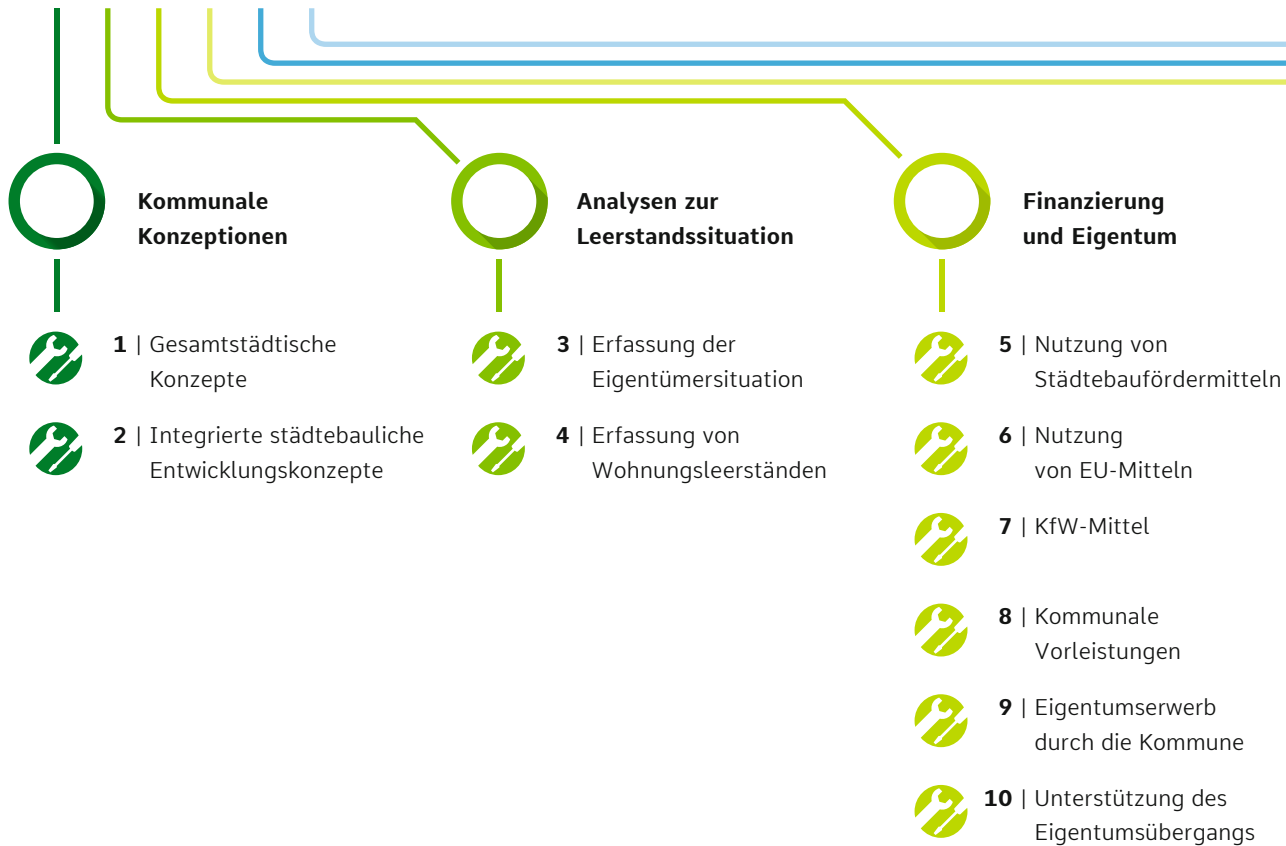 Kommunale
Konzeptionen
1 | Gesamtstädtische
Konzepte
2 | Integrierte städtebauliche
Entwicklungskonzepte
Analysen zur
Leerstandssituation
3 | Erfassung der
Eigentümersituation
4 | Erfassung von
Wohnungsleerständen
Finanzierung
und Eigentum
5 | Nutzung von
Städtebaufördermitteln
6 | Nutzung
von EU-Mitteln
7 | KfW-Mittel
8 | Kommunale
Vorleistungen
9 | Eigentumserwerb
durch die Kommune
10 | Unterstützung des
Eigentumsübergangs